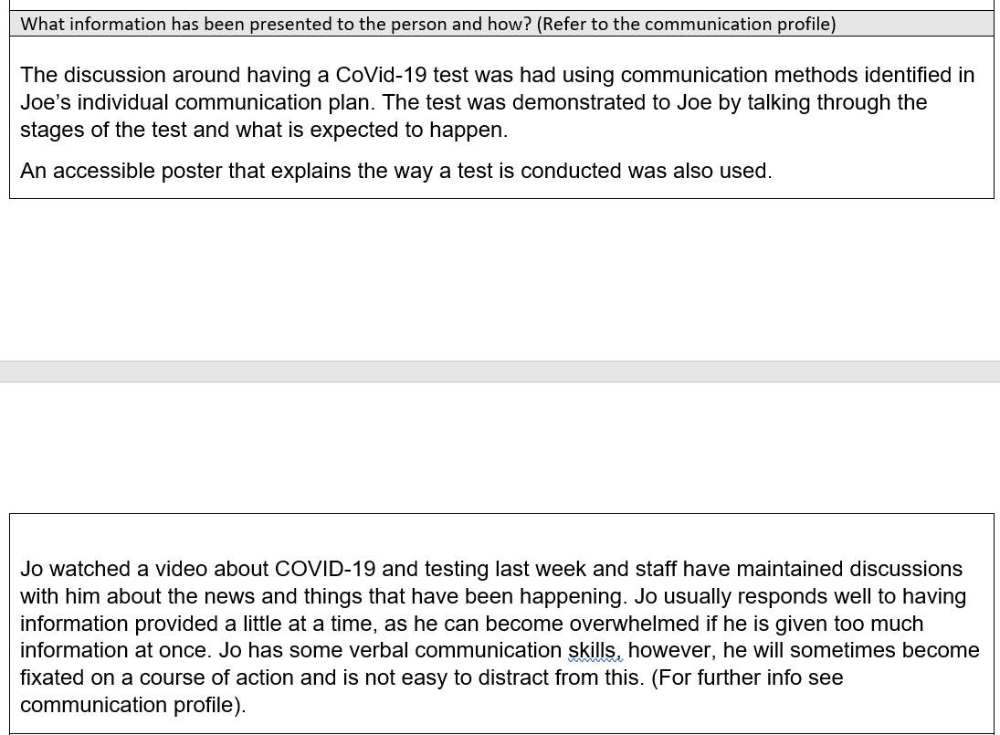 What information has been presented to the person and how? (Refer to the communication profile)
The discussion around having a CoVid-19 test was had using communication methods identified in
Joe’s individual communication plan. The test was demonstrated to Joe by talking through the
stages of the test and what is expected to happen.
An accessible poster that explains the way a test is conducted was also used.
Jo watched a video about COVID-19 and testing last week and staff have maintained discussions
with him about the news and things that have been happening. Jo usually responds well to having
information provided a little at a time, as he can become overwhelmed if he is given too much
information at once. Jo has some verbal communication skills, however, he will sometimes become
fixated on a course of action and is not easy to distract from this. (For further info see
communication profile).